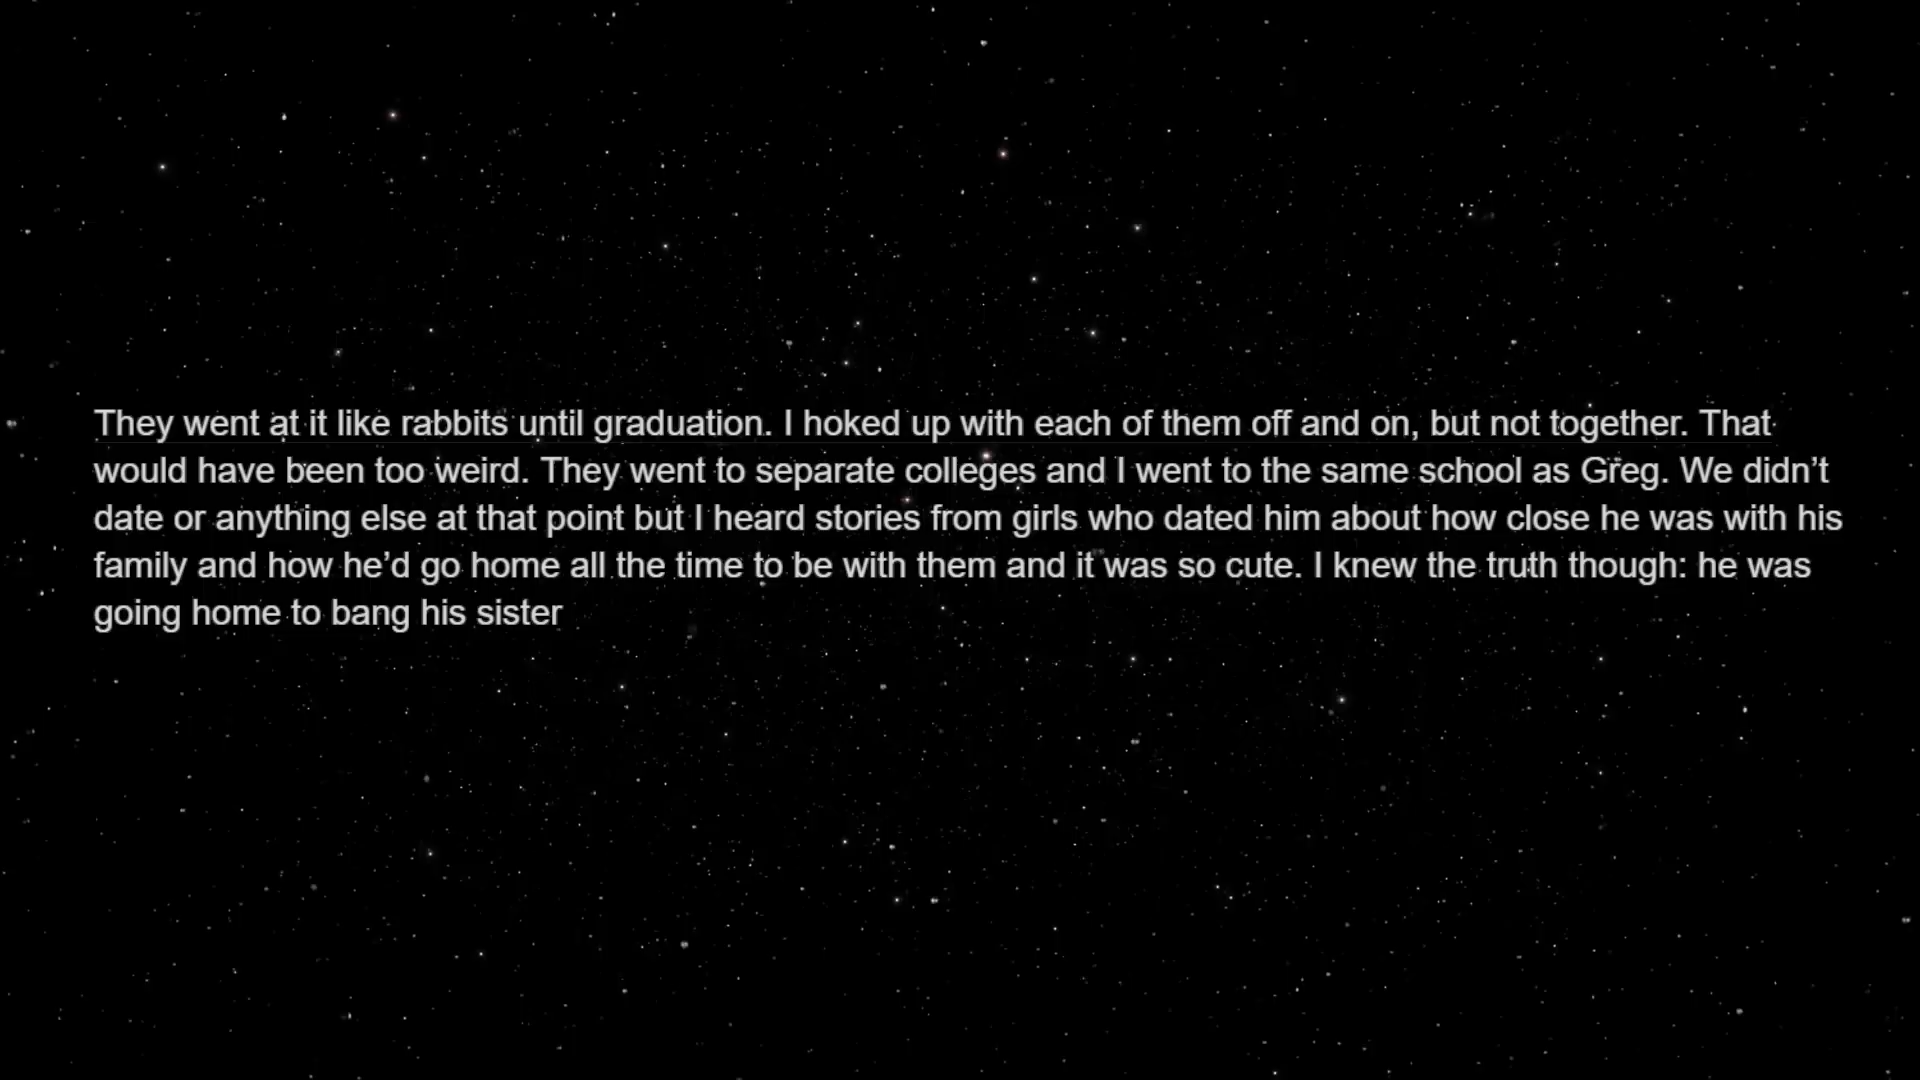 They went at it like rabbits until graduation. I hoked up with each of them off and on, but not together. That
would have been too weird. They went to separate colleges and I went to the same school as Greg. We didn’t
date or anything else at that point but I heard stories from girls who dated him about how close he was with his
family and how he’d go home all the time to be with them and it was so cute. I knew the truth though: he was
going home to bang his sister